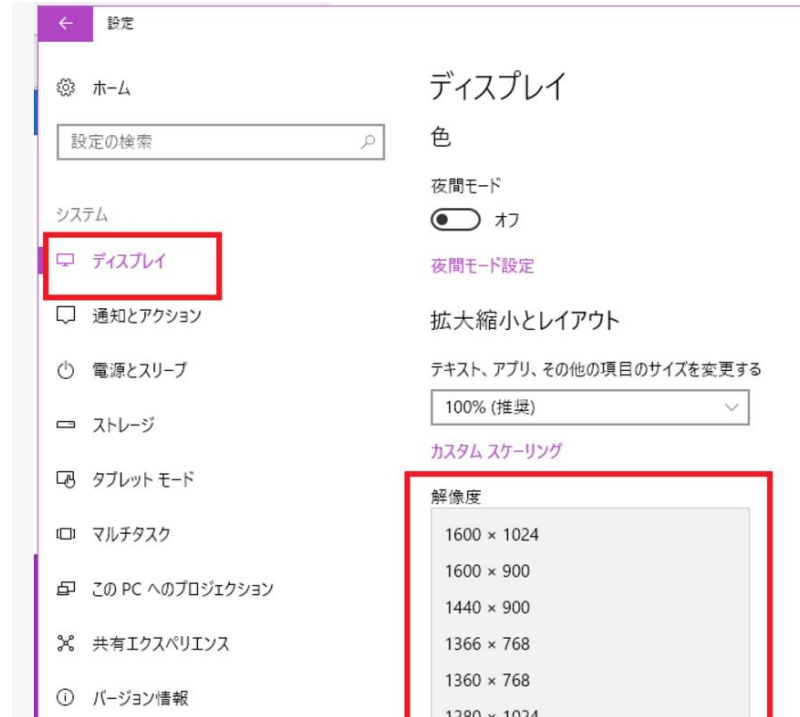 設定
ホーム
設定の検索
システム
ディスプレイ
通知とアクション
電源とスリープ
ストレージ
タブレット モード
マルチタスク
この PC へのプロジェクション
共有エクスペリエンス
バージョン情報
ディスプレイ
色
夜間モード
オフ
夜間モード設定
拡大縮小とレイアウト
テキスト、アプリ、その他の項目のサイズを変更する
100% (推奨)
カスタム スケーリング
解像度
1600 × 1024
1600 × 900
1440 × 900
1366 × 768
1360 × 768
1280 × 1024